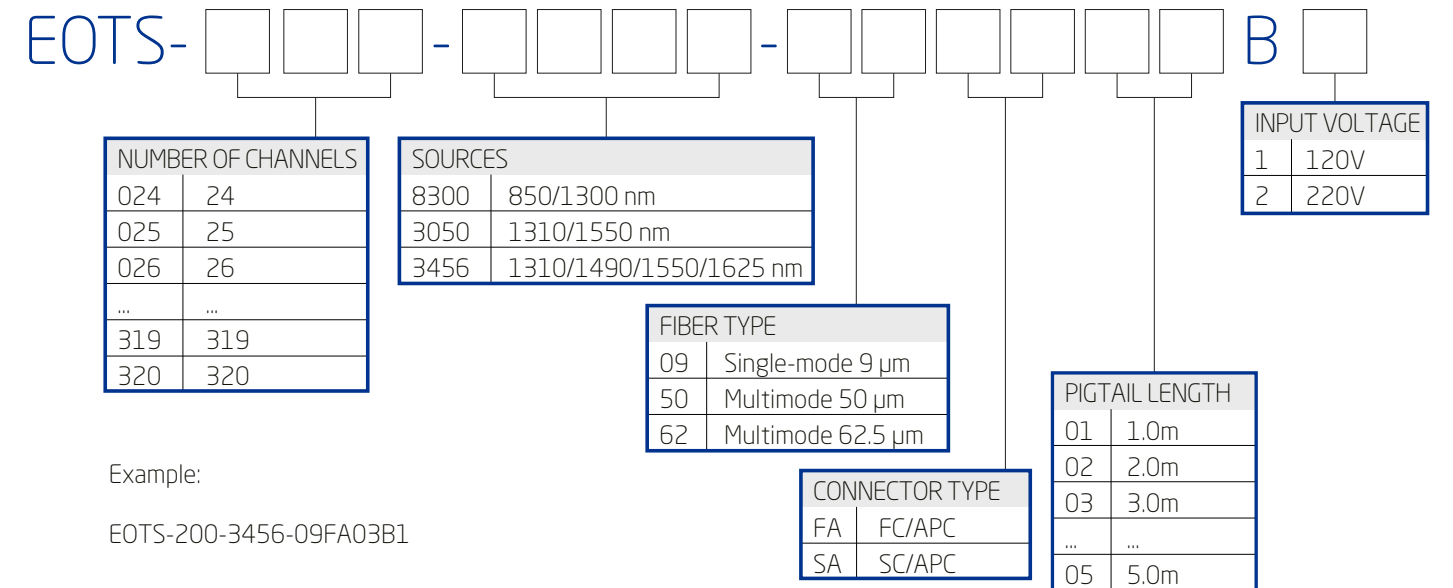 EOTS- - - B
INPUT VOLTAGE
1 120V
2 220V
NUMBER OF CHANNELS
024 24
025 25
026 26
... ...
319 319
320 320
SOURCES
8300 850/1300 nm
3050 1310/1550 nm
3456 1310/1490/1550/1625 nm
FIBER TYPE
09 Single-mode 9 µm
50 Multimode 50 µm
62 Multimode 62.5 µm
PIGTAIL LENGTH
01 1.0m
02 2.0m
03 3.0m
... ...
05 5.0m
CONNECTOR TYPE
FA FC/APC
SA SC/APC
Example:
EOTS-200-3456-09FA03B1